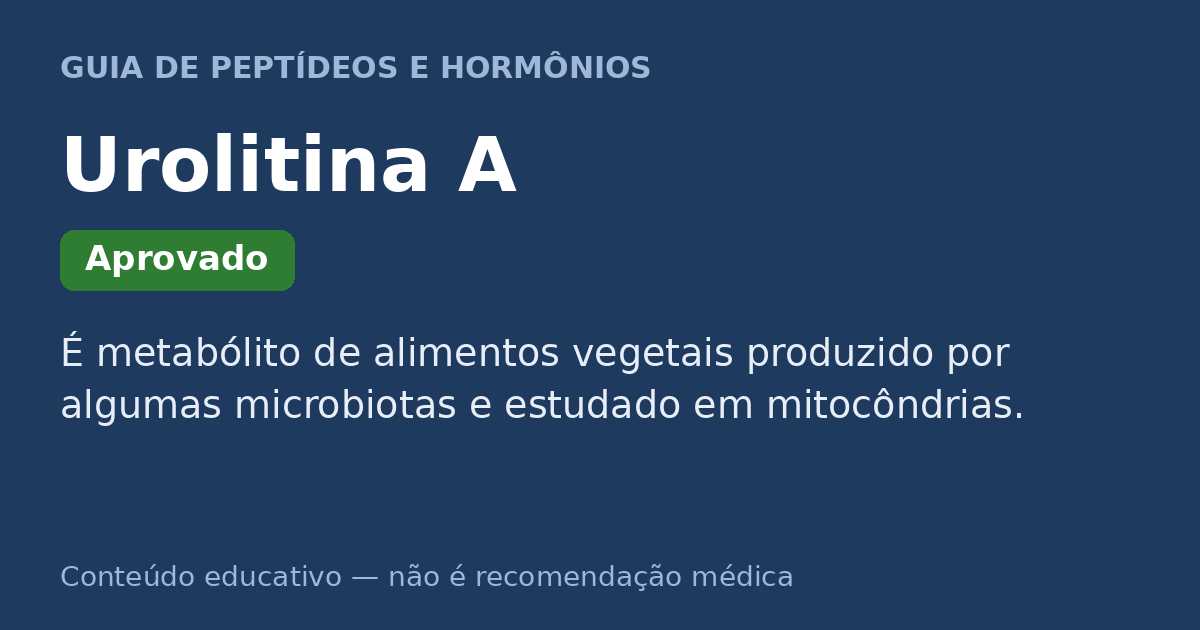 GUIA DE PEPTÍDEOS E HORMÔNIOS
Urolitina A
Aprovado
É metabólito de alimentos vegetais produzido por
algumas microbiotas e estudado em mitocôndrias.
Conteúdo educativo — não é recomendação médica